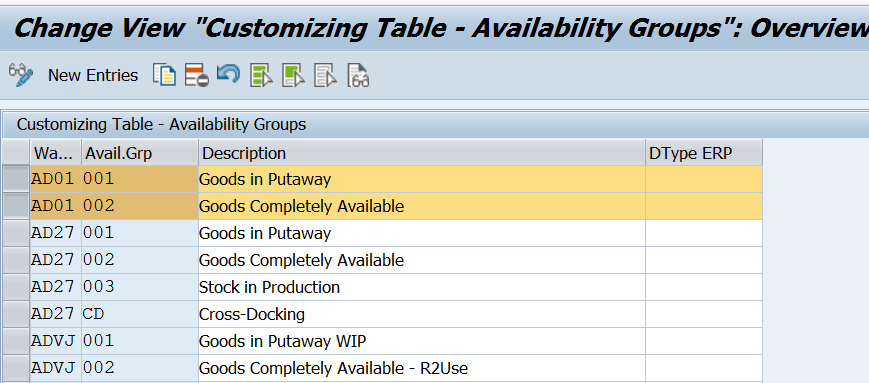 Change View "Customizing Table - Availability Groups": Overview
New Entries
Customizing Table - Availability Groups
Wa... Avail.Grp Description DType ERP
AD01 001 Goods in Putaway
AD01 002 Goods Completely Available
AD27 001 Goods in Putaway
AD27 002 Goods Completely Available
AD27 003 Stock in Production
AD27 CD Cross-Docking
ADVJ 001 Goods in Putaway WIP
ADVJ 002 Goods Completely Available - R2Use